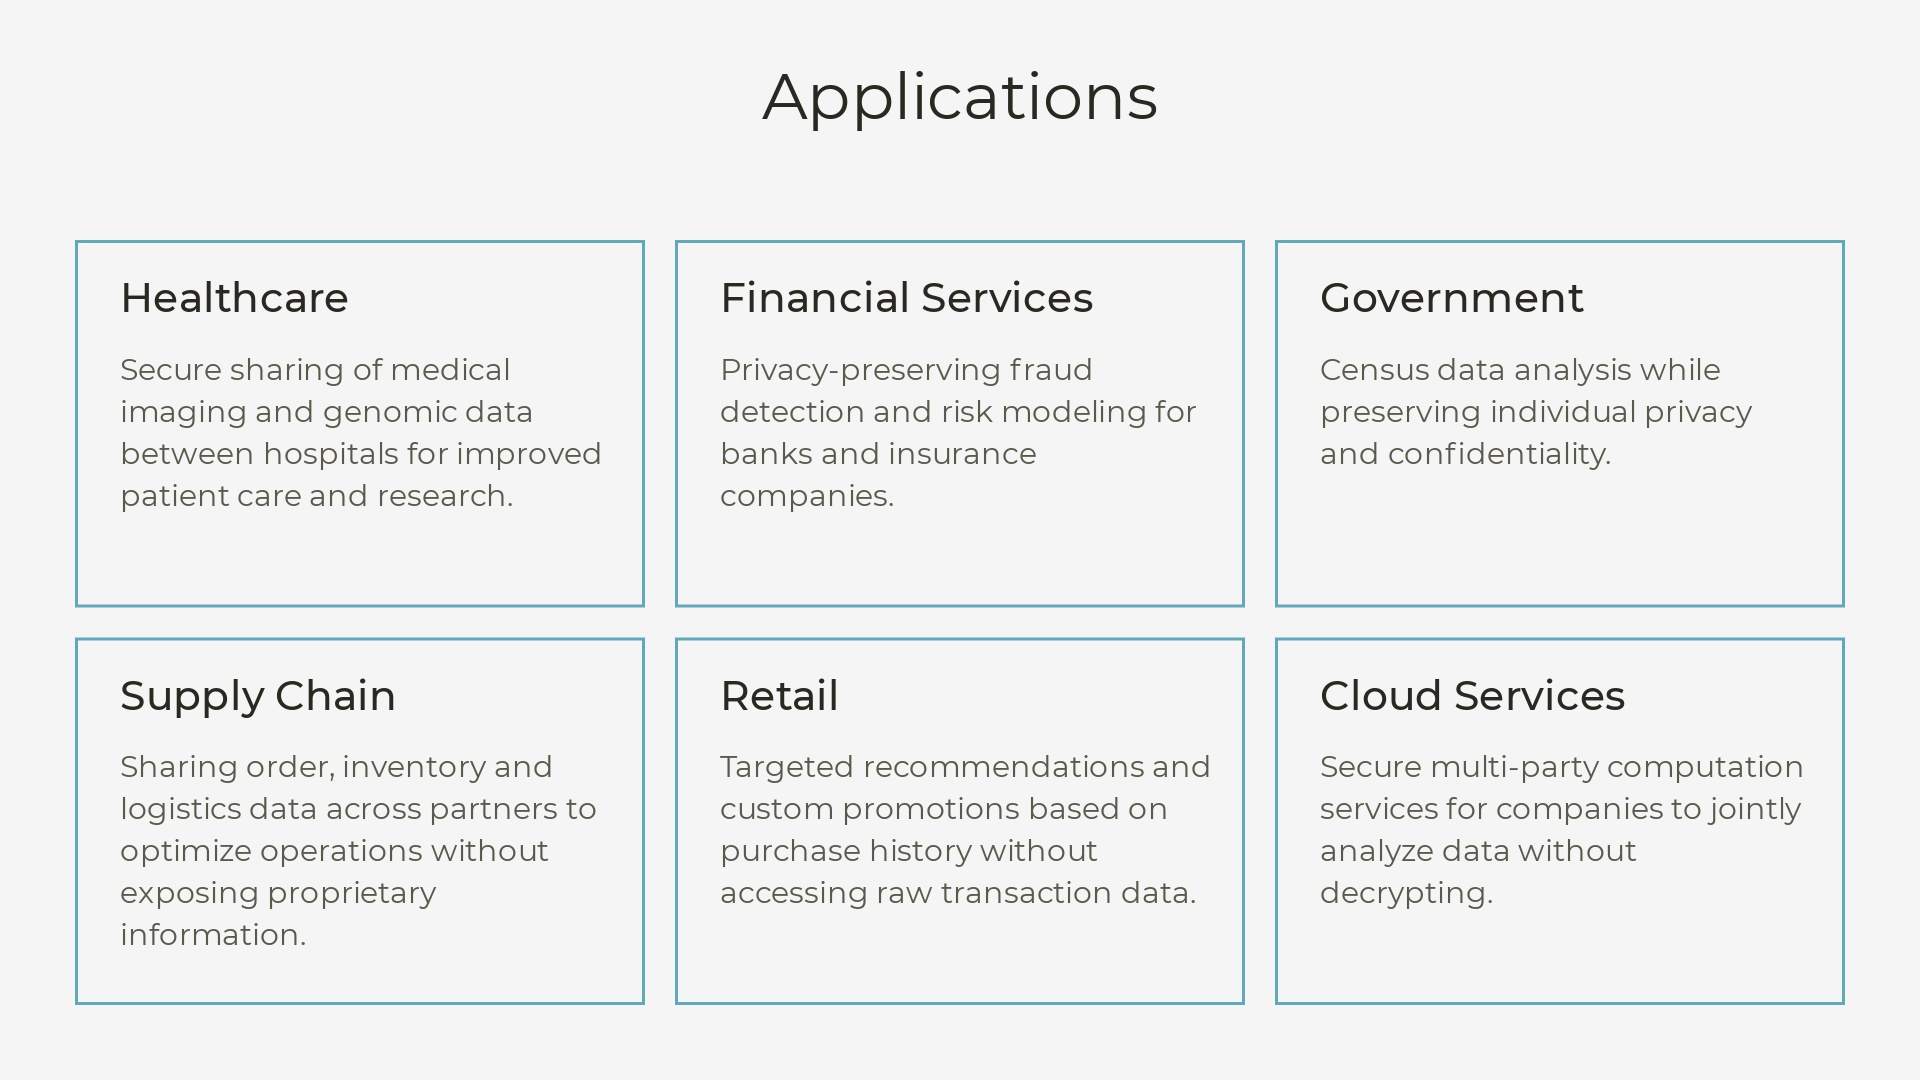 Applications
Healthcare
Secure sharing of medical
imaging and genomic data
between hospitals for improved
patient care and research.
Financial Services
Privacy-preserving fraud
detection and risk modeling for
banks and insurance
companies.
Government
Census data analysis while
preserving individual privacy
and confidentiality.
Supply Chain
Sharing order, inventory and
logistics data across partners to
optimize operations without
exposing proprietary
information.
Retail
Targeted recommendations and
custom promotions based on
purchase history without
accessing raw transaction data.
Cloud Services
Secure multi-party computation
services for companies to jointly
analyze data without
decrypting.